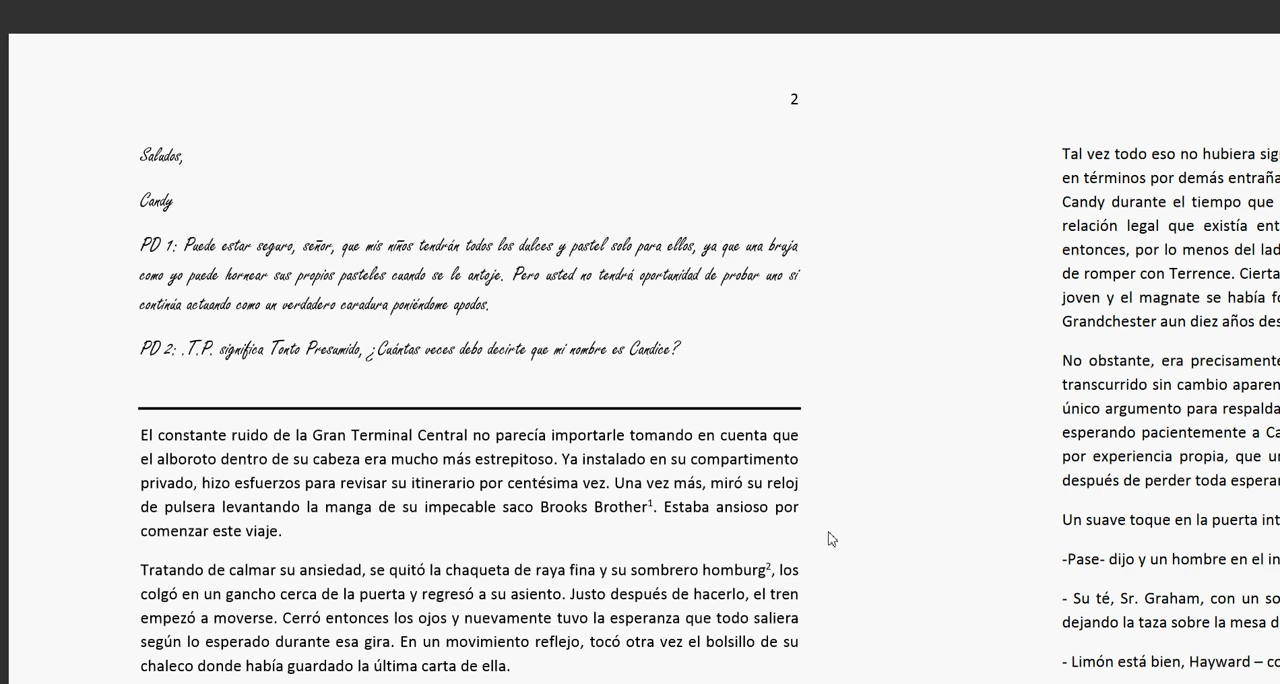 2
Saludos,
Candy
PD 1: Puede estar seguro, señor, que mis niños tendrán todos los dulces y pastel solo para ellos, ya que una bruja
como yo puede hornear sus propios pasteles cuando se le antoje. Pero usted no tendrá oportunidad de probar uno si
continúa actuando como un verdadero caradura poniéndome apodos.
PD 2: .T.P. significa Tonto Presumido, ¿Cuántas veces debo decirte que mi nombre es Candice?
El constante ruido de la Gran Terminal Central no parecía importarle tomando en cuenta que
el alboroto dentro de su cabeza era mucho más estrepitoso. Ya instalado en su compartimento
privado, hizo esfuerzos para revisar su itinerario por centésima vez. Una vez más, miró su reloj
de pulsera levantando la manga de su impecable saco Brooks Brother¹. Estaba ansioso por
comenzar este viaje.
Tratando de calmar su ansiedad, se quitó la chaqueta de raya fina y su sombrero homburg², los
colgó en un gancho cerca de la puerta y regresó a su asiento. Justo después de hacerlo, el tren
empezó a moverse. Cerró entonces los ojos y nuevamente tuvo la esperanza que todo saliera
según lo esperado durante esa gira. En un movimiento reflejo, tocó otra vez el bolsillo de su
chaleco donde había guardado la última carta de ella.
Tal vez todo eso no hubiera
en términos por demás
Candy durante el tiempo que
relación legal que existía
entonces, por lo menos del
de romper con Terrence.
joven y el magnate se había
Grandchester aun diez años
No obstante, era precisamente
transcurrido sin cambio
único argumento para
esperando pacientemente a
por experiencia propia, que
después de perder toda
Un suave toque en la puerta
-Pase- dijo y un hombre en el
- Su té, Sr. Graham, con un
dejando la taza sobre la mesa
- Limón está bien, Hayward –